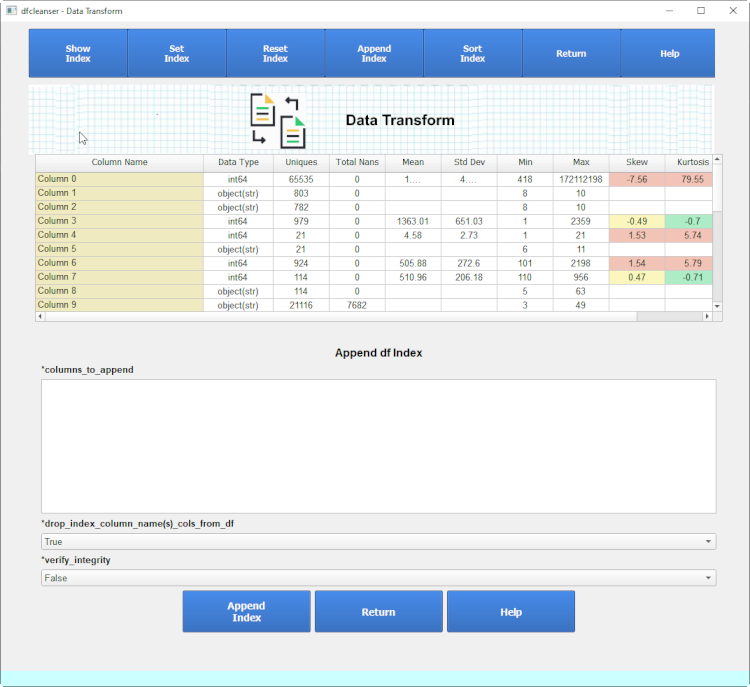 dfcleanser - Data Transform
Show Index
Set Index
Reset Index
Append Index
Sort Index
Return
Help
Data Transform
Column Name Data Type Uniques Total Nans Mean Std Dev Min Max Skew Kurtosis
Column 0 int64 65535 0 1.... 4.... 418 172112198 -7.56 79.55
Column 1 object(str) 803 0 8 10
Column 2 object(str) 782 0 8 10
Column 3 int64 979 0 1363.01 651.03 1 2359 -0.49 -0.7
Column 4 int64 21 0 4.58 2.73 1 21 1.53 5.74
Column 5 object(str) 21 0 6 11
Column 6 int64 924 0 505.88 272.6 101 2198 1.54 5.79
Column 7 int64 114 0 510.96 206.18 110 956 0.47 -0.71
Column 8 object(str) 114 0 5 63
Column 9 object(str) 21116 7682 3 49
Append df Index
*columns_to_append
*drop_index_column_name(s)_cols_from_df
True
*verify_integrity
False
Append Index
Return
Help